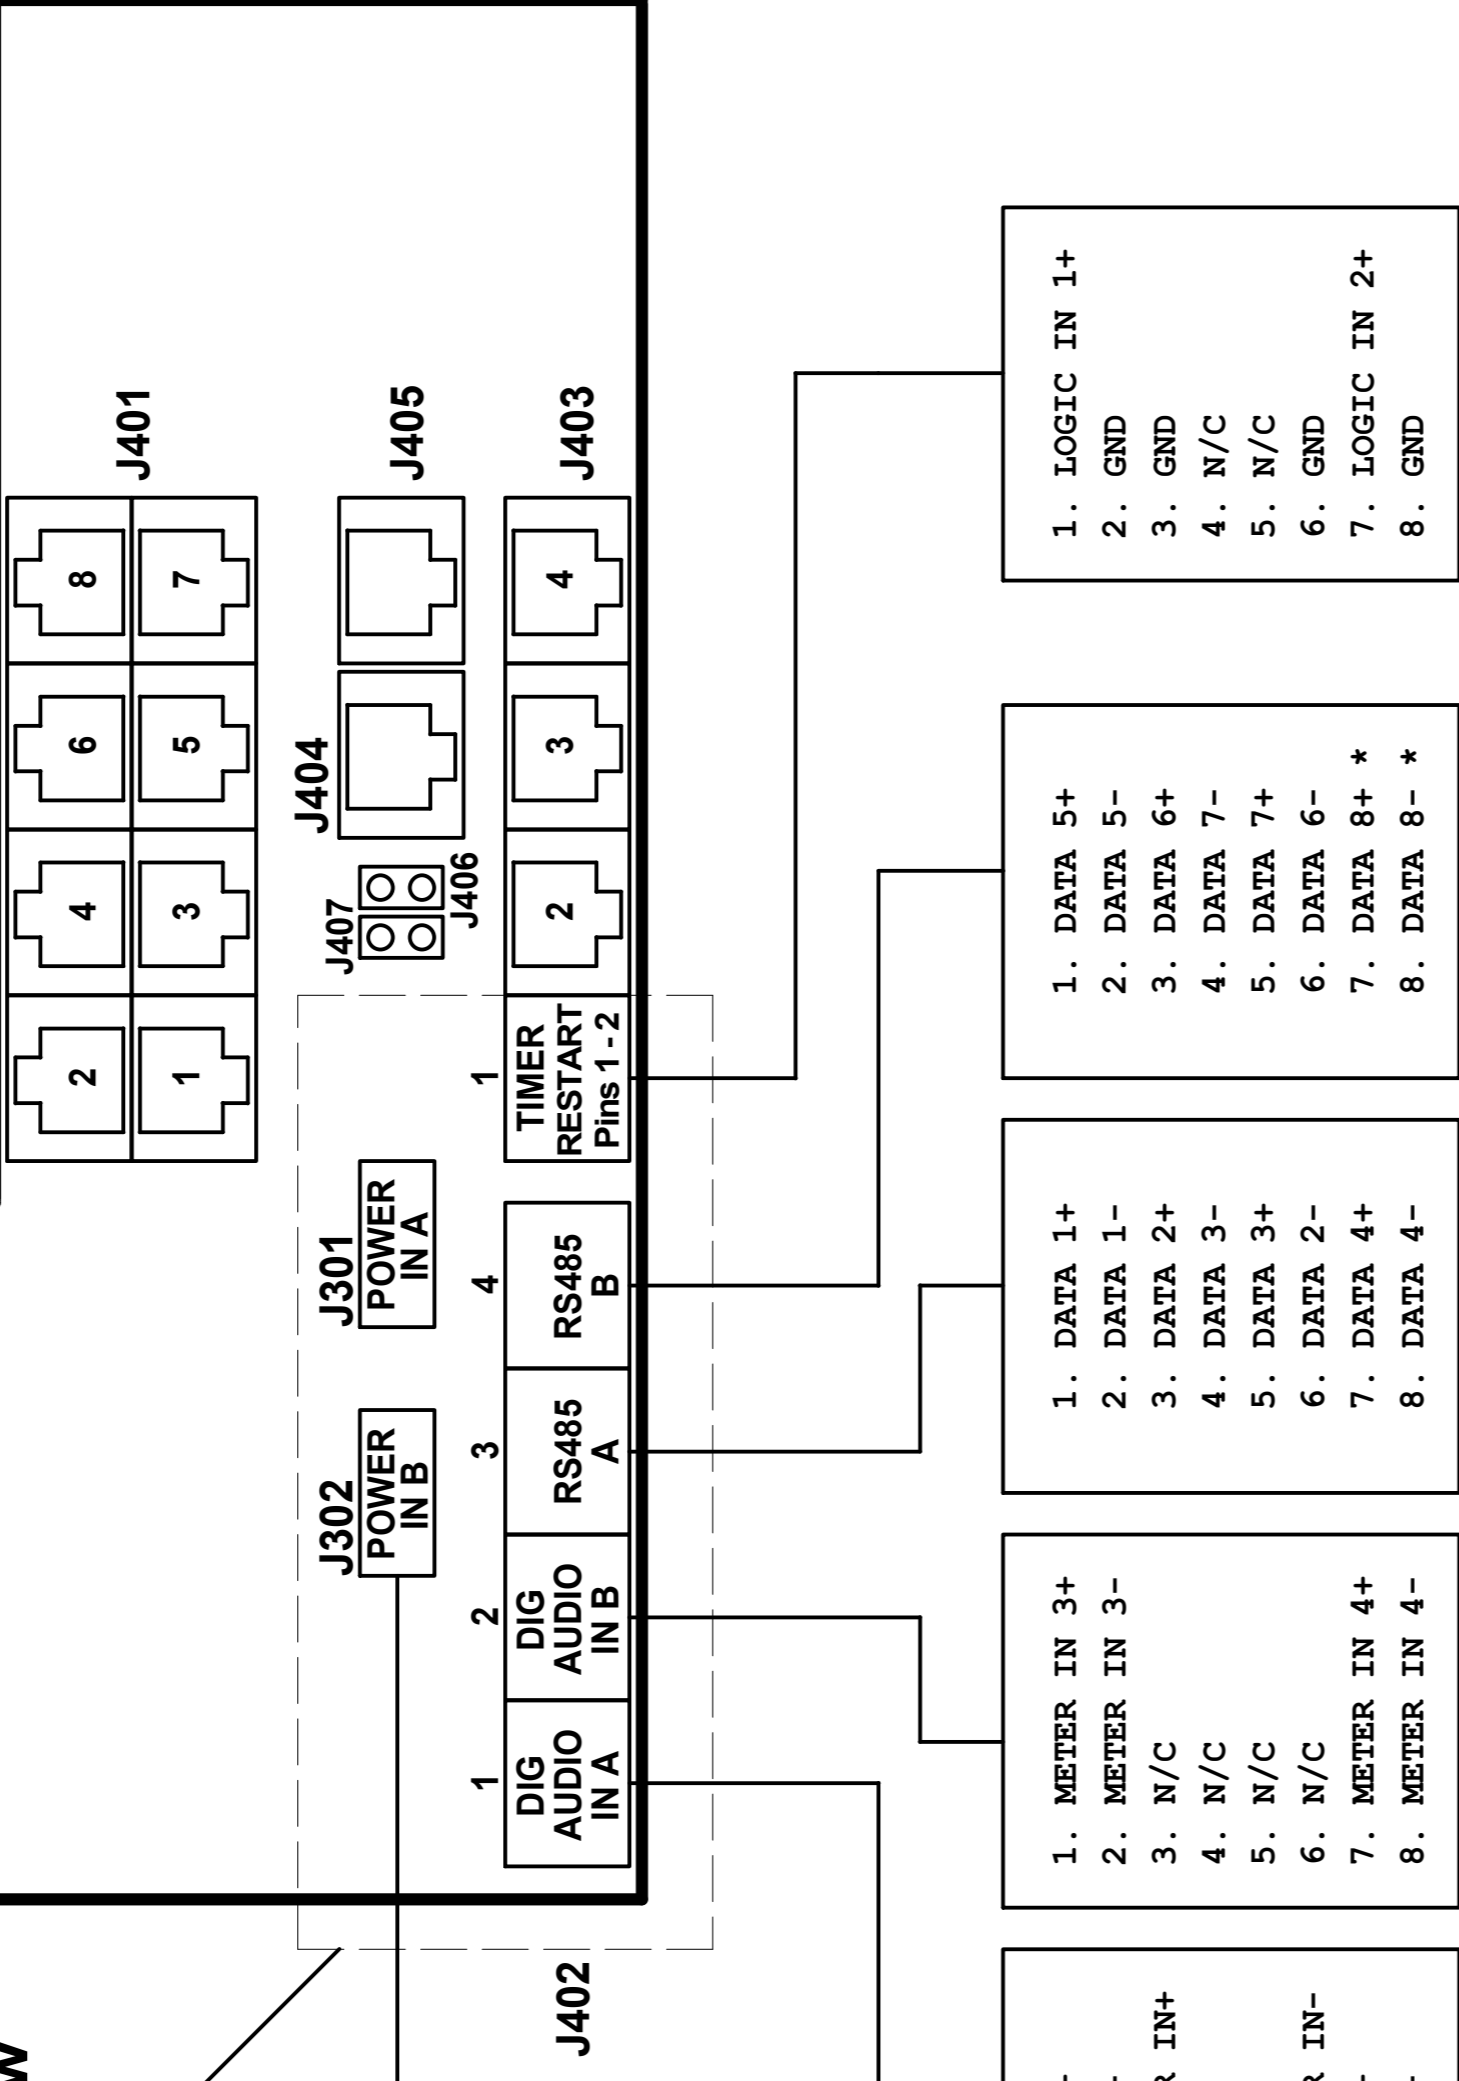 J401
8
6
4
2
7
5
3
1
J405
J404
J407
J406
J403
4
3
2
1
TIMER
RESTART
Pins 1 - 2
J301
POWER
IN A
J302
POWER
IN B
4
RS485
B
3
RS485
A
2
DIG
AUDIO
IN B
1
DIG
AUDIO
IN A
J402
1. LOGIC IN 1+
2. GND
3. GND
4. N/C
5. N/C
6. GND
7. LOGIC IN 2+
8. GND
1. DATA 5+
2. DATA 5-
3. DATA 6+
4. DATA 7-
5. DATA 7+
6. DATA 6-
7. DATA 8+ *
8. DATA 8- *
1. DATA 1+
2. DATA 1-
3. DATA 2+
4. DATA 3-
5. DATA 3+
6. DATA 2-
7. DATA 4+
8. DATA 4-
1. METER IN 3+
2. METER IN 3-
3. N/C
4. N/C
5. N/C
6. N/C
7. METER IN 4+
8. METER IN 4-
R IN+
R IN-